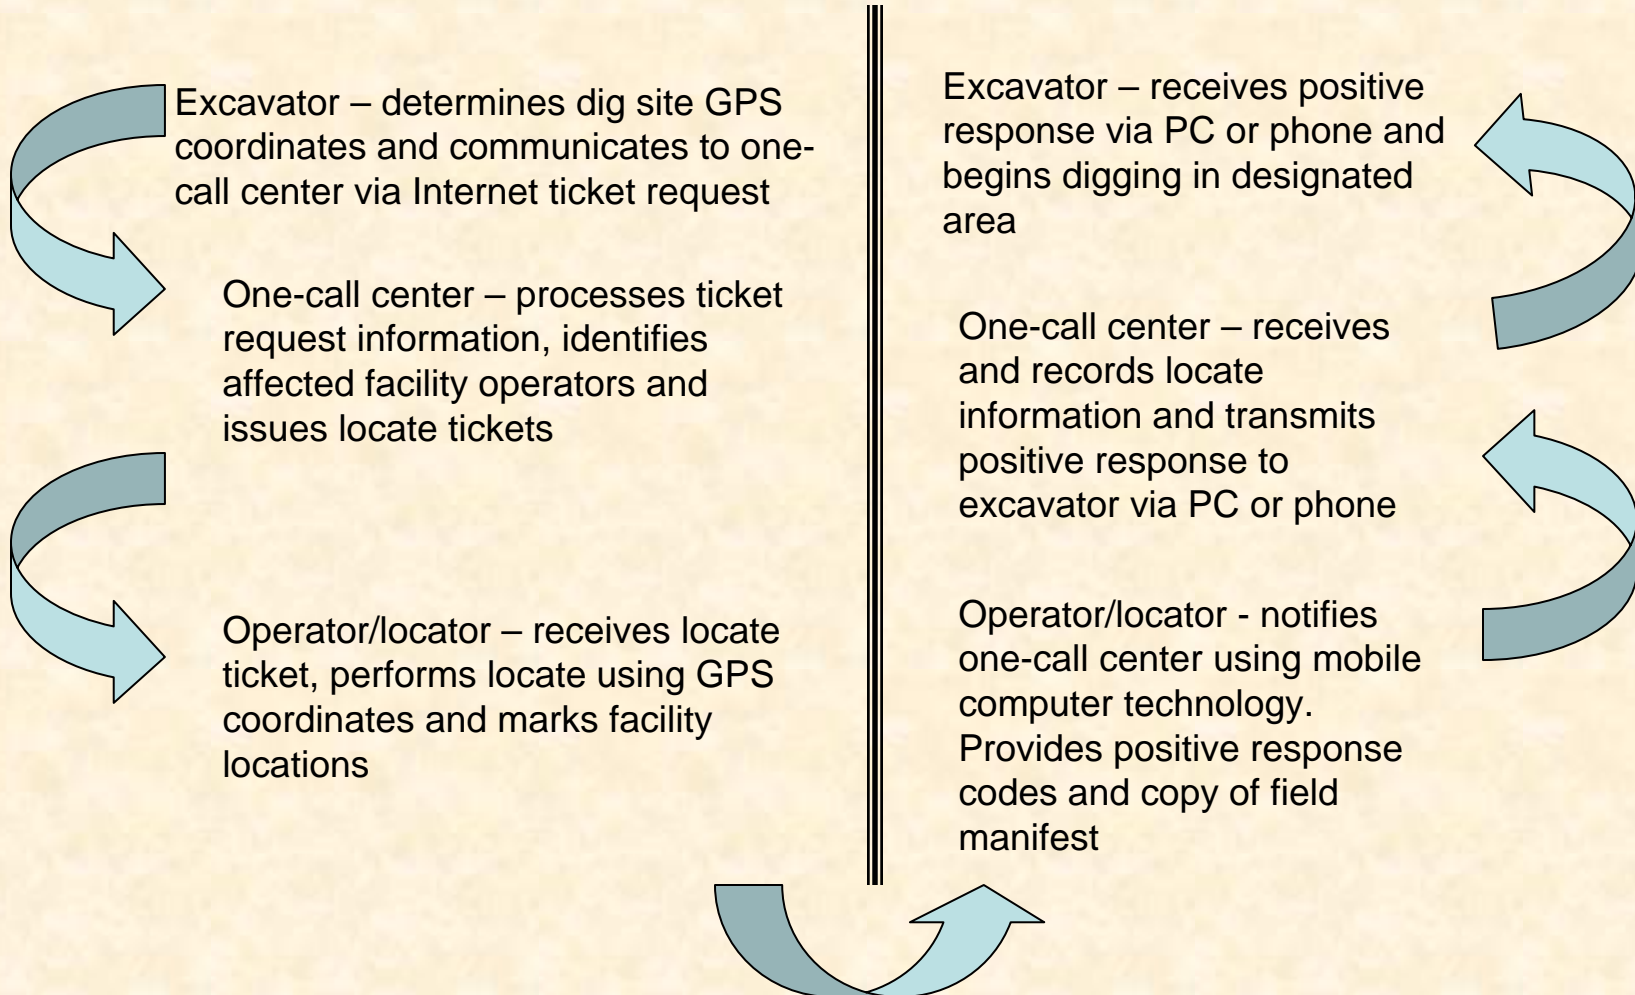 Excavator – determines dig site GPS
coordinates and communicates to one-
call center via Internet ticket request
One-call center – processes ticket
request information, identifies
affected facility operators and
issues locate tickets
Operator/locator – receives locate
ticket, performs locate using GPS
coordinates and marks facility
locations
Excavator – receives positive
response via PC or phone and
begins digging in designated
area
One-call center – receives
and records locate
information and transmits
positive response to
excavator via PC or phone
Operator/locator - notifies
one-call center using mobile
computer technology.
Provides positive response
codes and copy of field
manifest